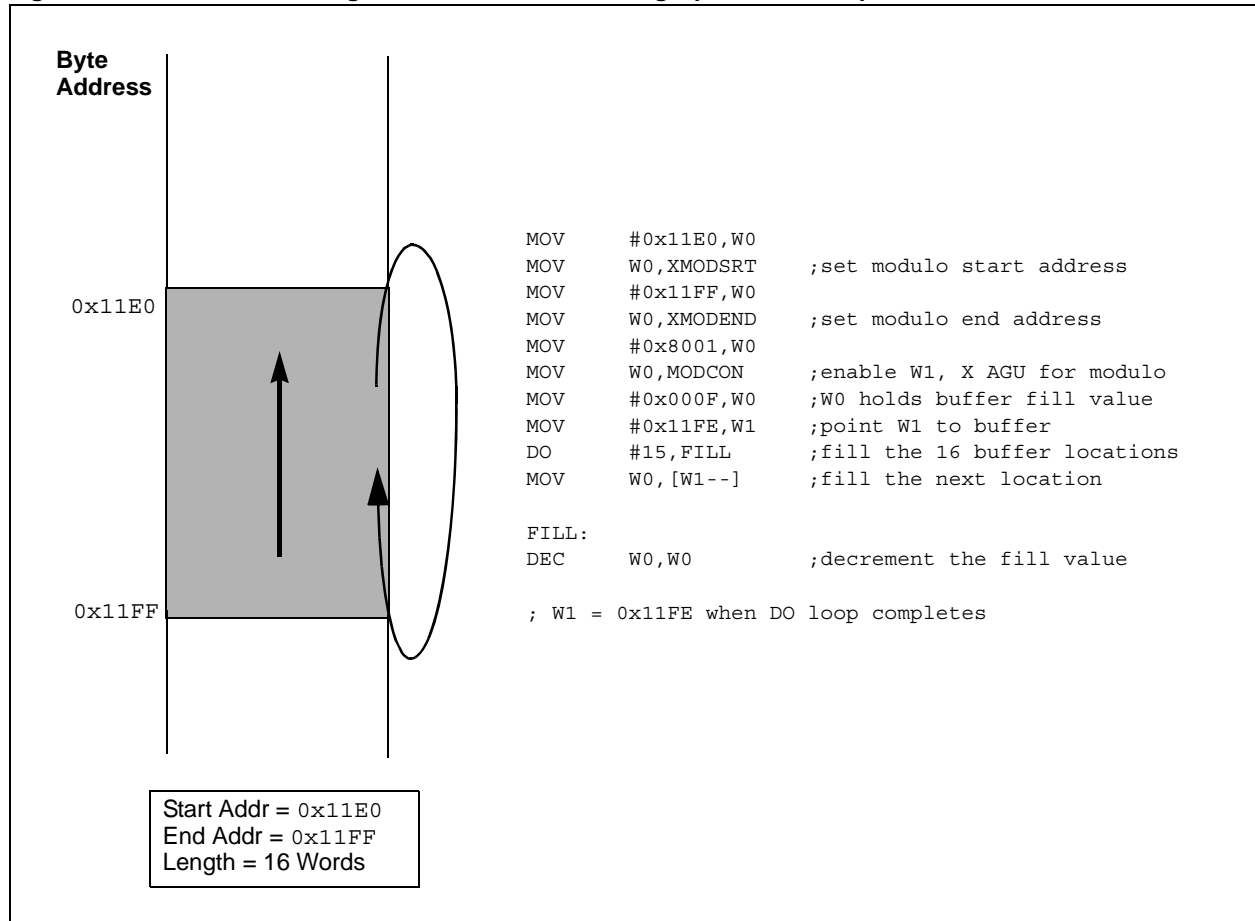 Byte
Address
0x11E0
0x11FF
MOV #0x11E0,W0
MOV W0,XMODSRT ;set modulo start address
MOV #0x11FF,W0
MOV W0,XMODEND ;set modulo end address
MOV #0x8001,W0
MOV W0,MODCON ;enable W1, X AGU for modulo
MOV #0x000F,W0 ;W0 holds buffer fill value
MOV #0x11FE,W1 ;point W1 to buffer
DO #15,FILL ;fill the 16 buffer locations
MOV W0,[W1--] ;fill the next location
FILL:
DEC W0,W0 ;decrement the fill value
; W1 = 0x11FE when DO loop completes
Start Addr = 0x11E0
End Addr = 0x11FF
Length = 16 Words